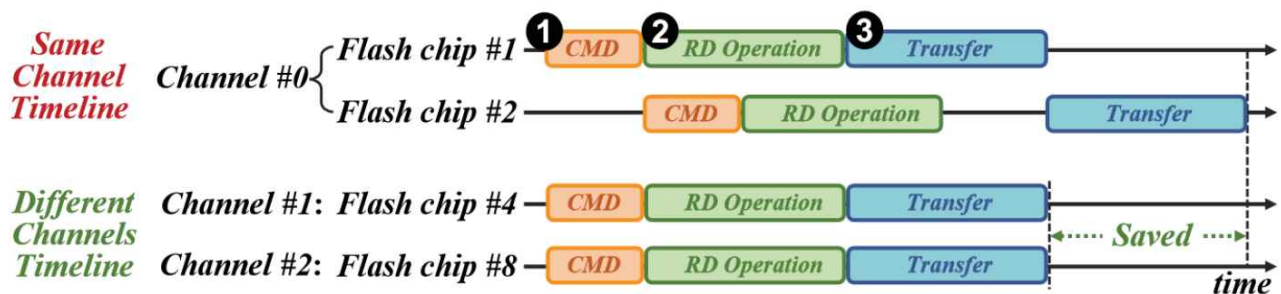 Same Channel Timeline
Channel #0
Flash chip #1
1 CMD 2 RD Operation 3 Transfer
Flash chip #2
CMD RD Operation Transfer
Different Channels Timeline
Channel #1: Flash chip #4
CMD RD Operation Transfer
Saved
Channel #2: Flash chip #8
CMD RD Operation Transfer
time